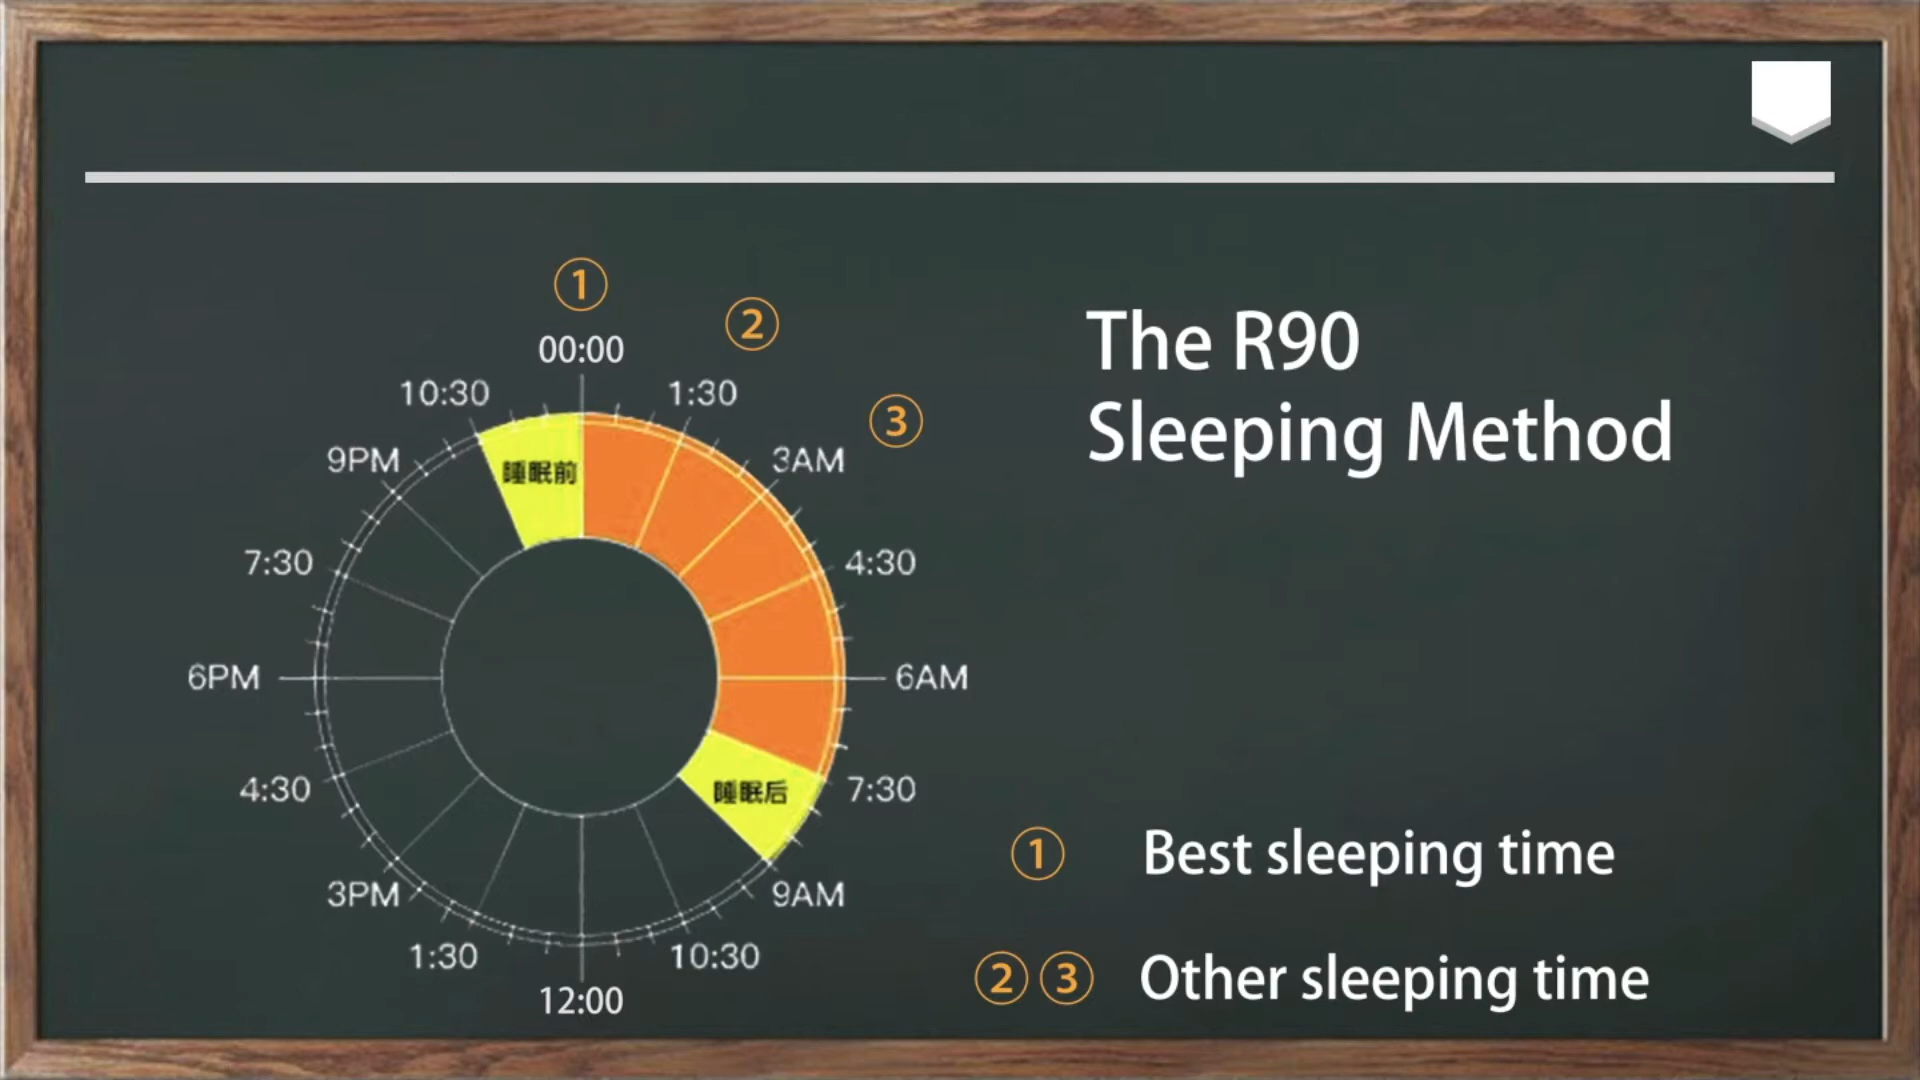 The R90
Sleeping Method
①
②
③
00:00
1:30
3AM
4:30
6AM
7:30
9AM
10:30
12:00
1:30
3PM
4:30
6PM
7:30
9PM
10:30
睡眠前
睡眠后
① Best sleeping time
② ③ Other sleeping time